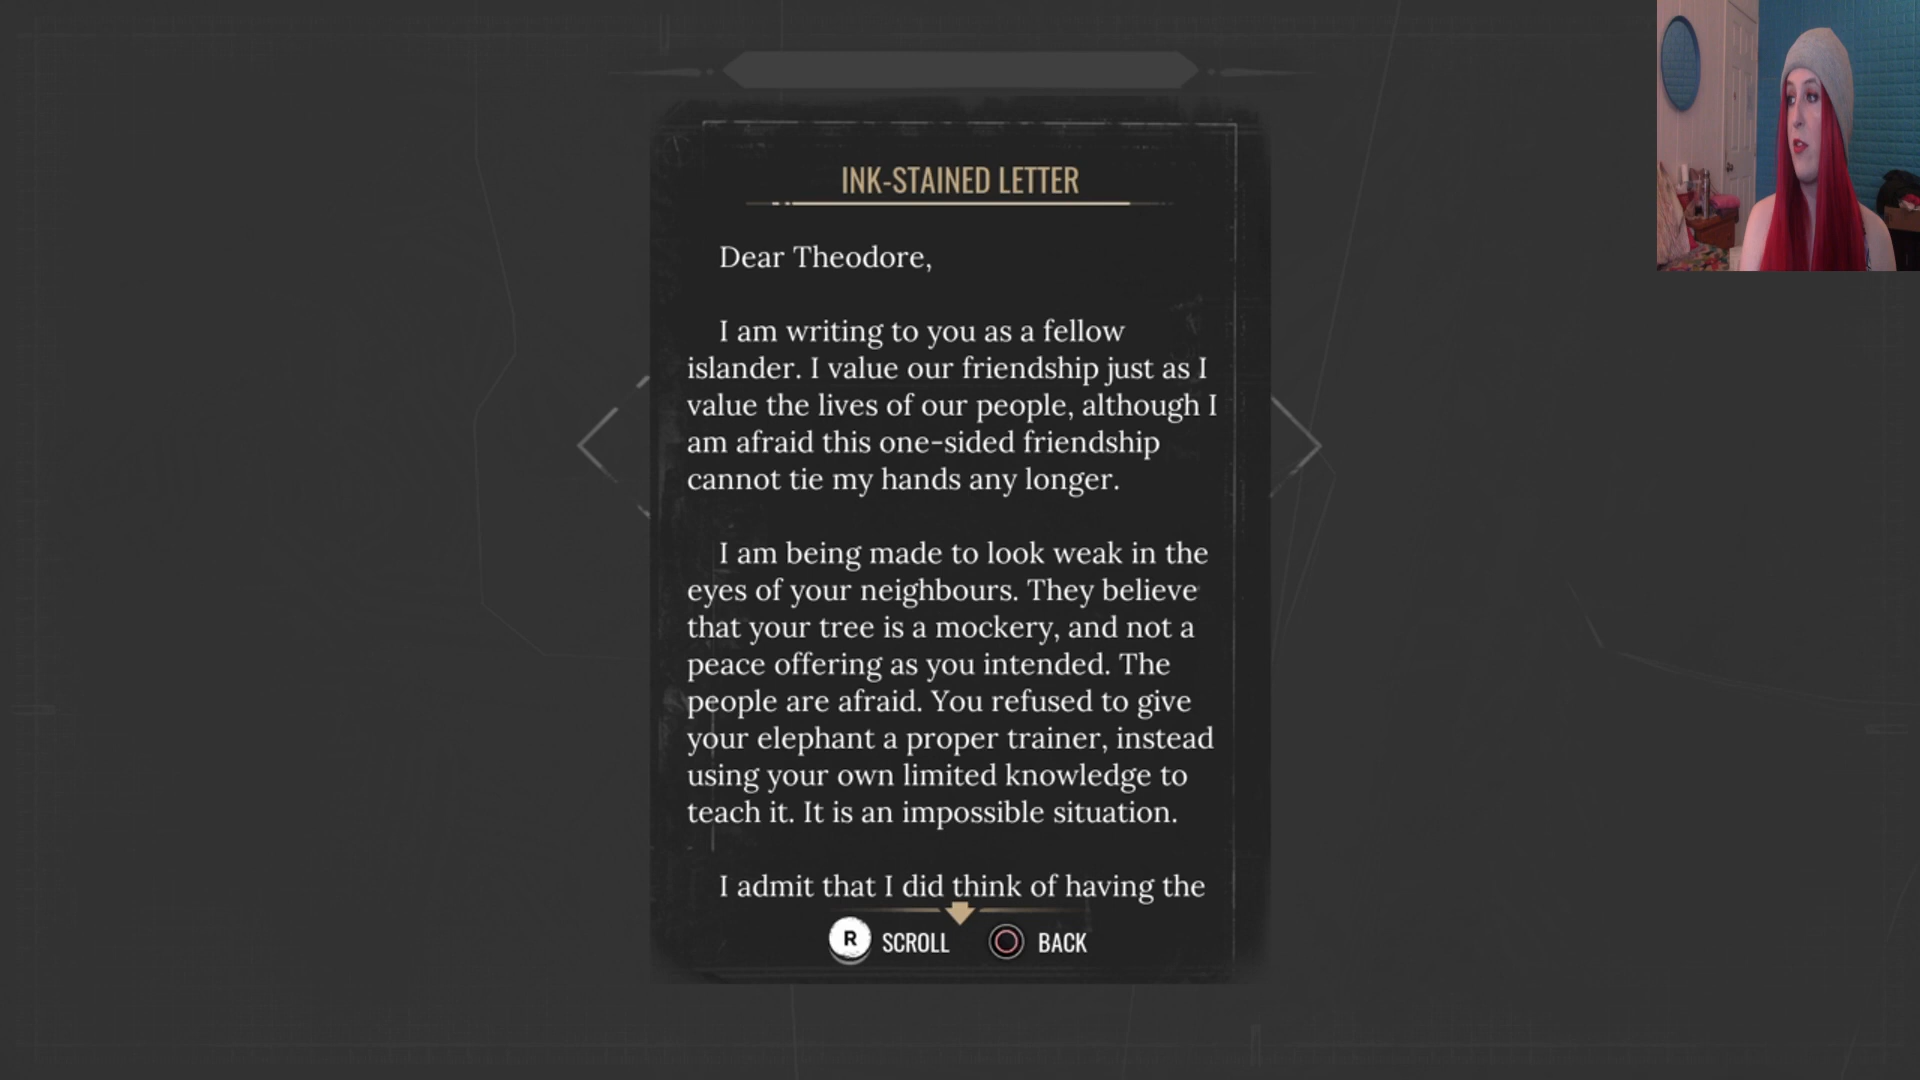 INK-STAINED LETTER
Dear Theodore,
I am writing to you as a fellow
islander. I value our friendship just as I
value the lives of our people, although I
am afraid this one-sided friendship
cannot tie my hands any longer.
I am being made to look weak in the
eyes of your neighbours. They believe
that your tree is a mockery, and not a
peace offering as you intended. The
people are afraid. You refused to give
your elephant a proper trainer, instead
using your own limited knowledge to
teach it. It is an impossible situation.
I admit that I did think of having the
R SCROLL BACK